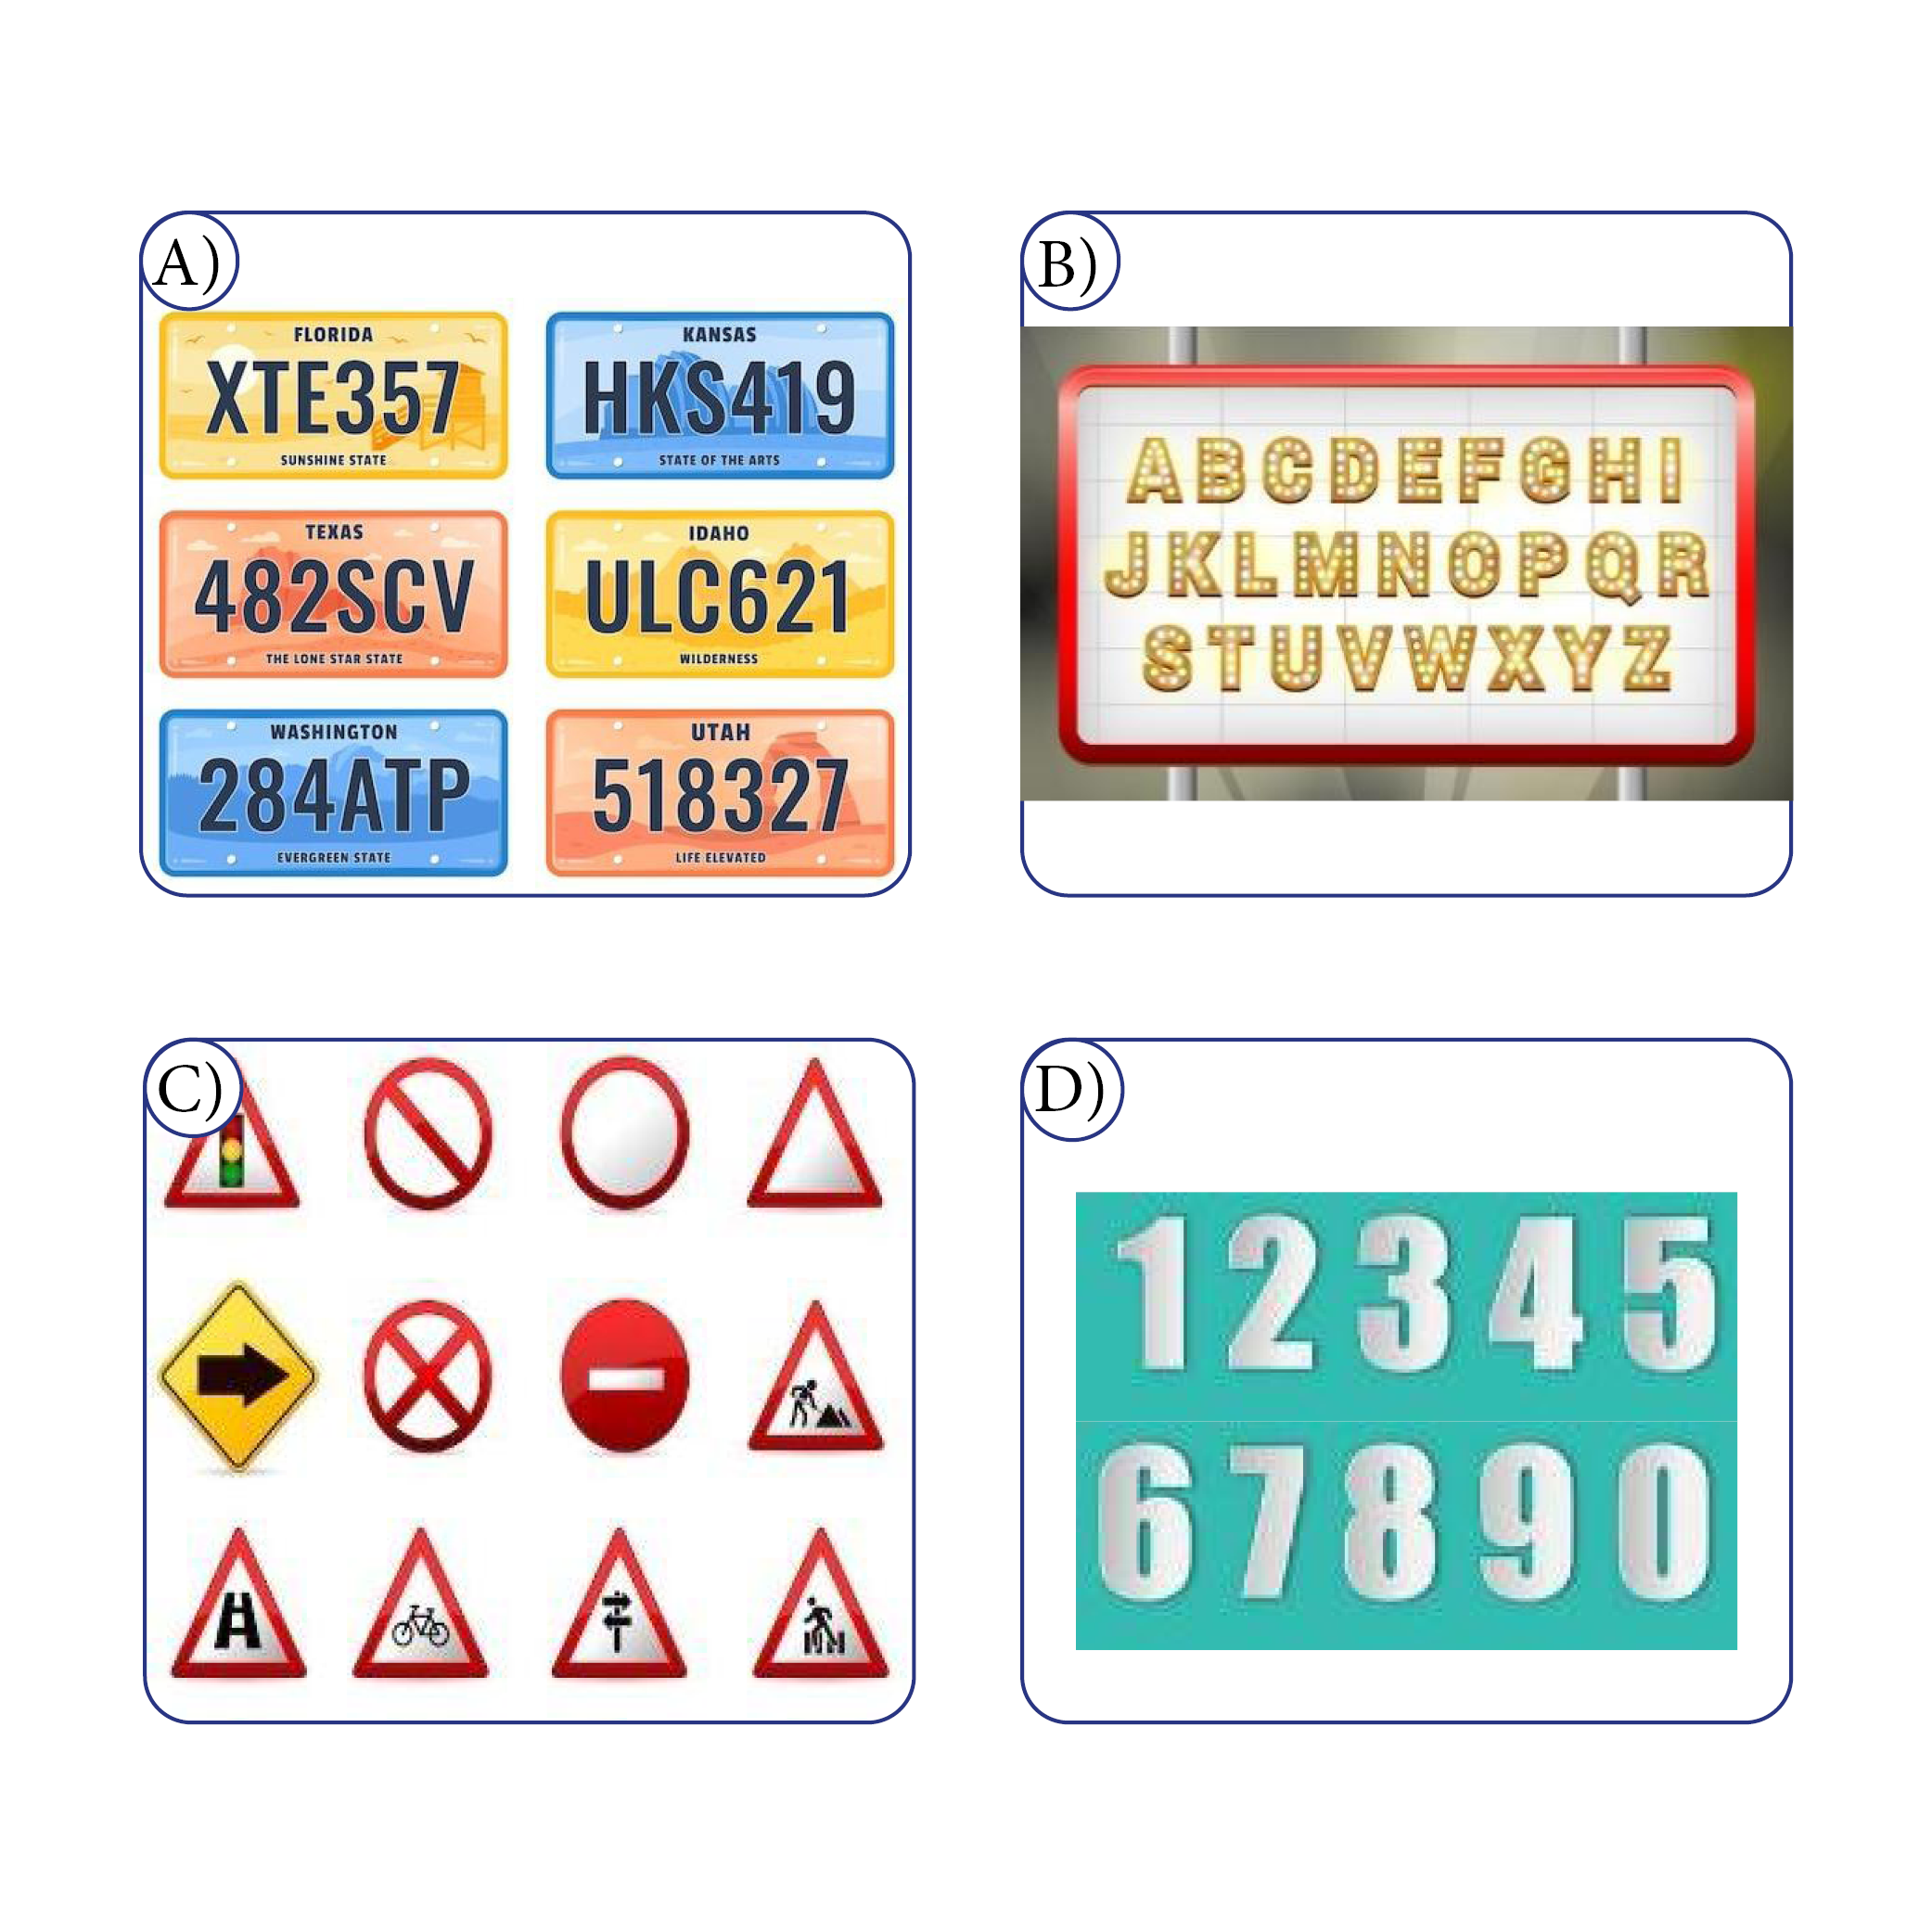 A)
FLORIDA
XTE357
SUNSHINE STATE
KANSAS
HKS419
STATE OF THE ARTS
TEXAS
482SCV
THE LONE STAR STATE
IDAHO
ULC621
WILDERNESS
WASHINGTON
284ATP
EVERGREEN STATE
UTAH
518327
LIFE ELEVATED
B)
ABCDEFGHI
JKLMNOPQR
STUVWXYZ
C)
D)
12345
67890